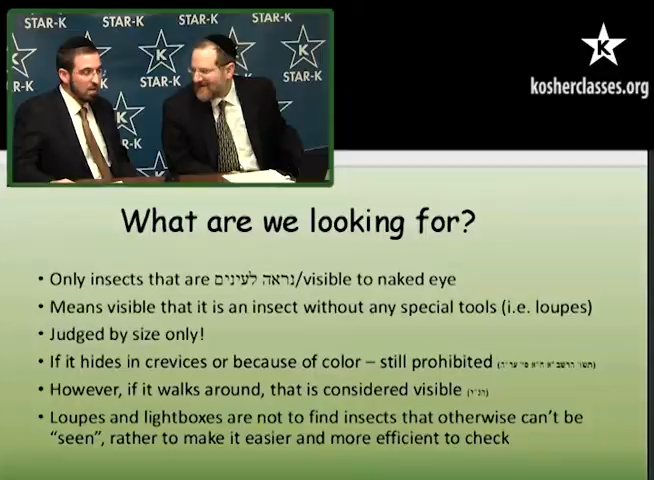 STAR-K
STAR-K
STAR-K
STAR-K
STAR-K
K
kosherclasses.org
What are we looking for?
• Only insects that are נראה לעינים/visible to naked eye
• Means visible that it is an insect without any special tools (i.e. loupes)
• Judged by size only!
• If it hides in crevices or because of color – still prohibited
• However, if it walks around, that is considered visible
• Loupes and lightboxes are not to find insects that otherwise can't be
"seen", rather to make it easier and more efficient to check